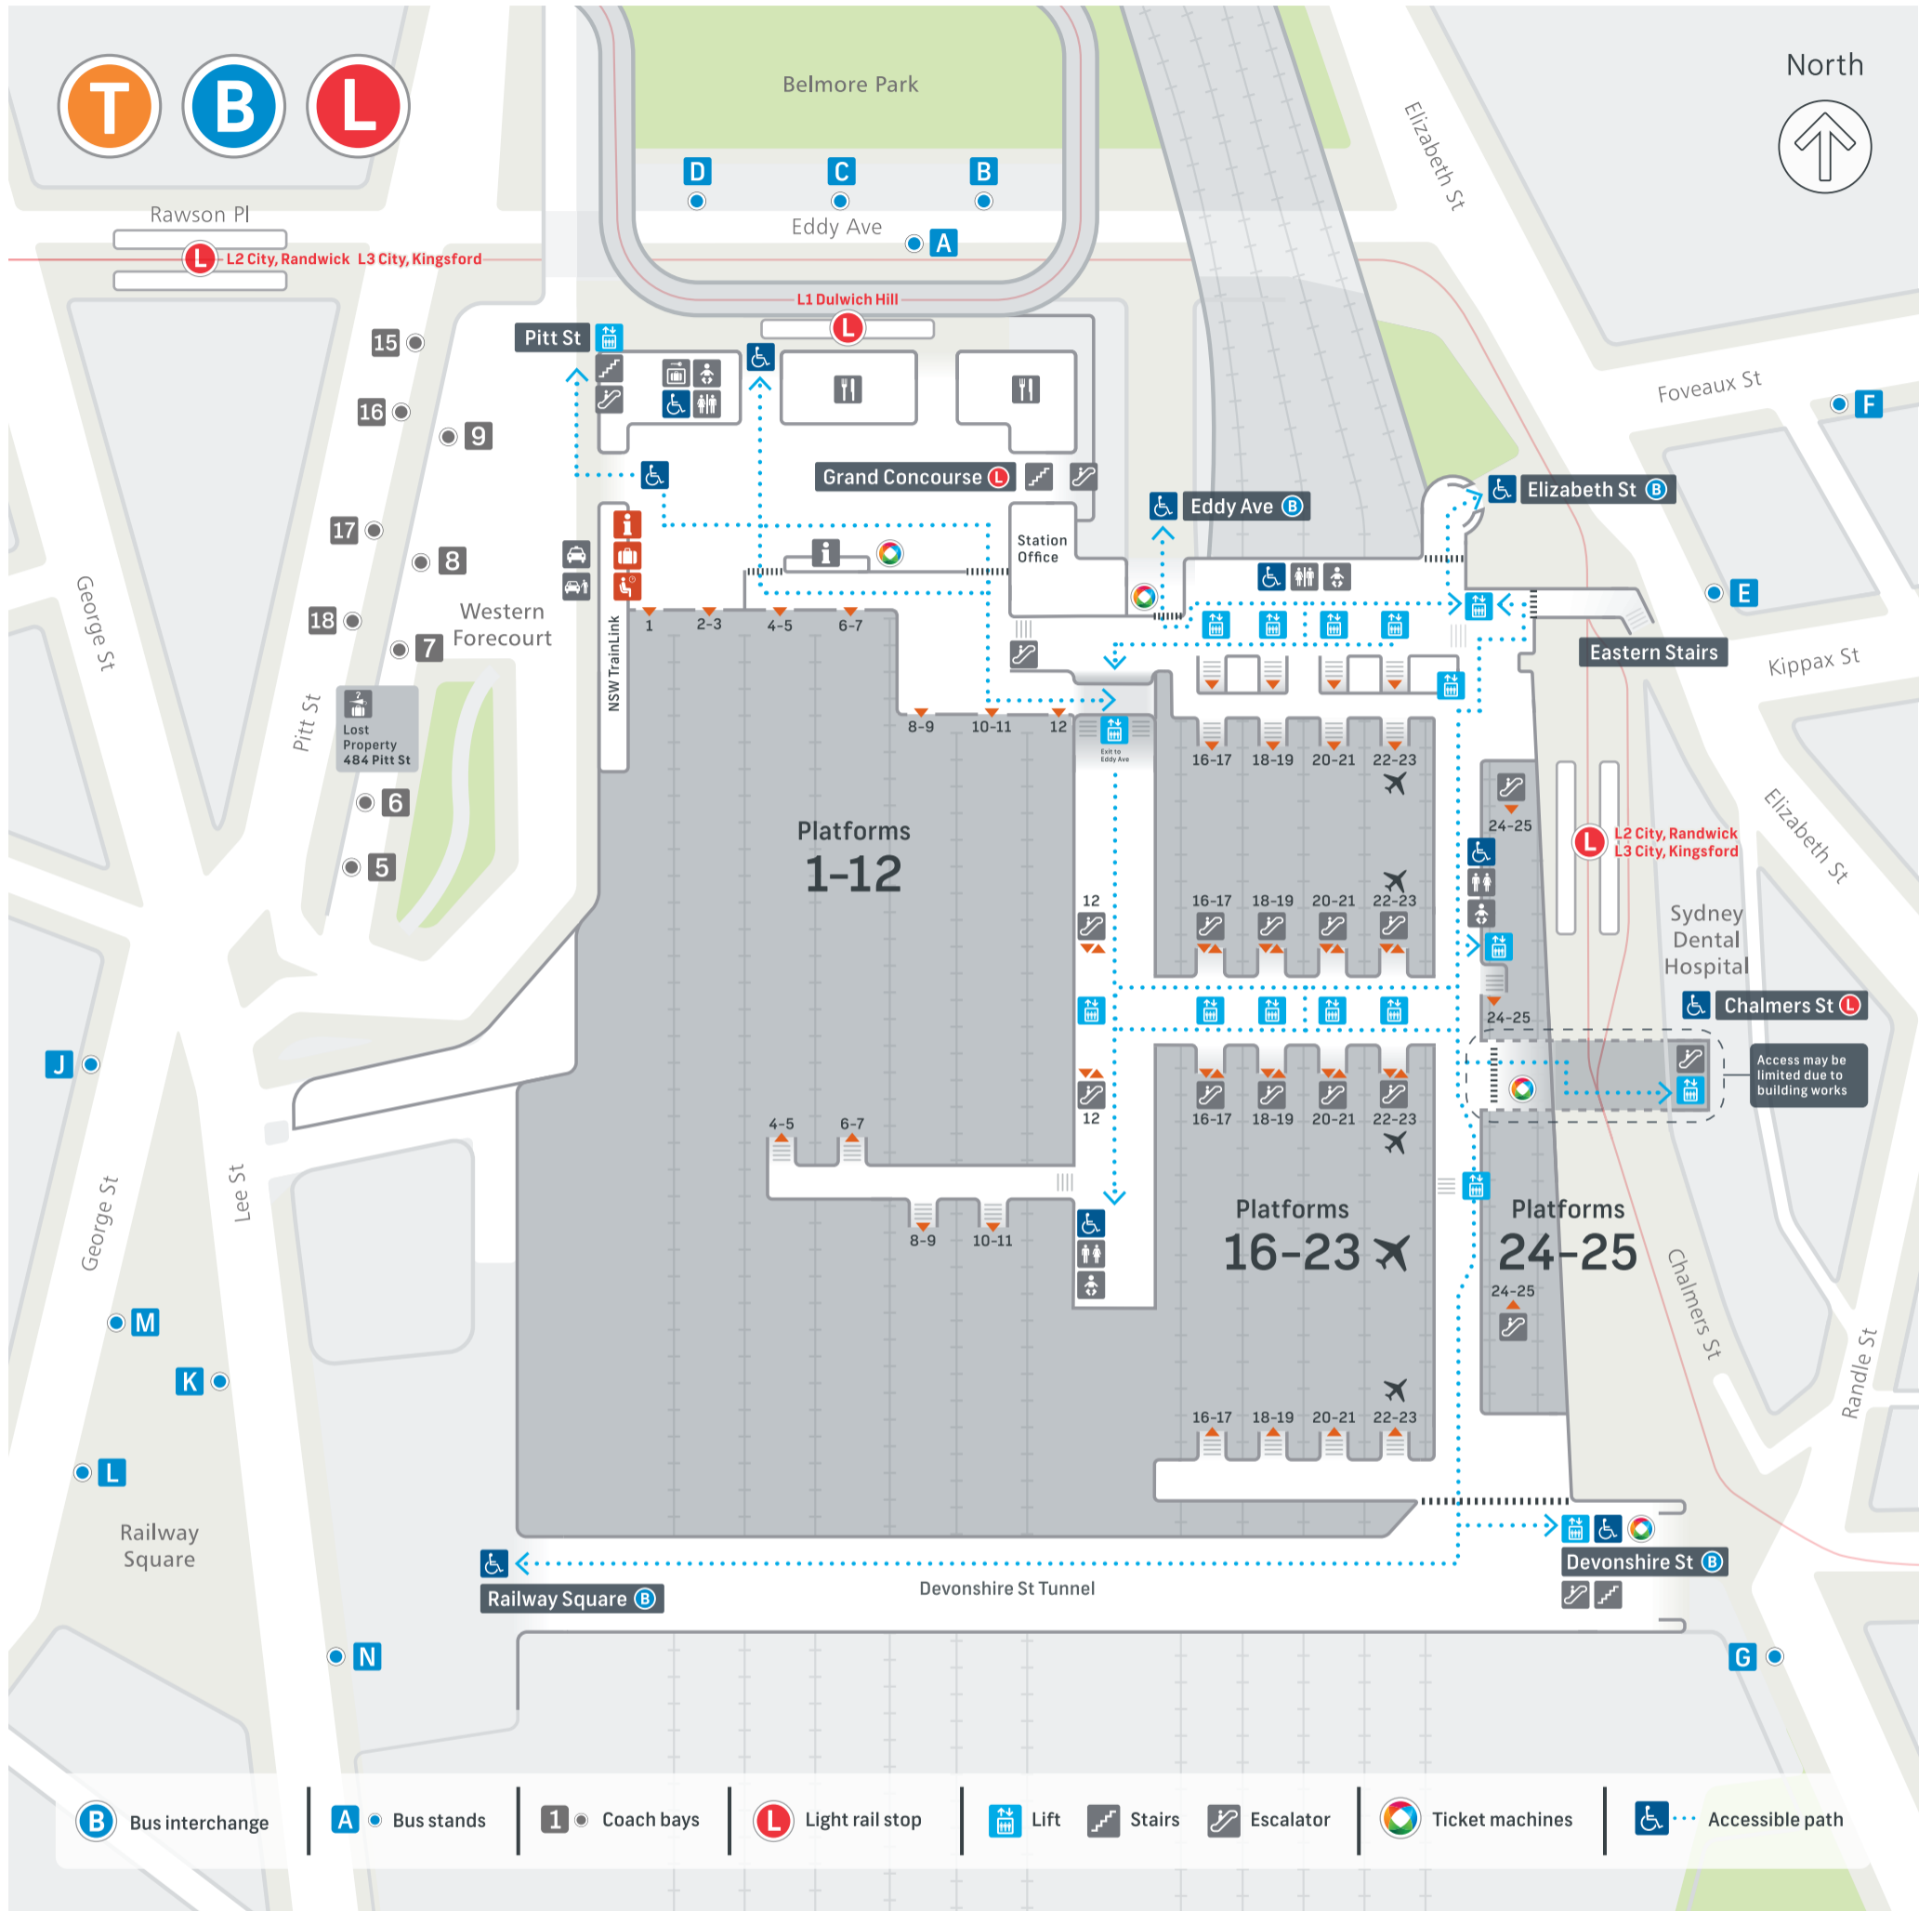 T B L
North
Belmore Park
Elizabeth St
D
C
B
Rawson Pl
Eddy Ave
A
L L2 City, Randwick L3 City, Kingsford
L1 Dulwich Hill
L
15
Pitt St
Foveaux St
16
F
9
Grand Concourse L
Elizabeth St B
Eddy Ave B
17
Station
Office
8
i
i
George St
E
18
Western
Forecourt
7
1
2-3
4-5
6-7
NSW TrainLink
Eastern Stairs
Kippax St
Pitt St
?
Lost
Property
484 Pitt St
8-9
10-11
12
Exit to
Eddy Ave
16-17
18-19
20-21
22-23
6
5
Platforms
1-12
24-25
L L2 City, Randwick
L3 City, Kingsford
Elizabeth St
12
16-17
18-19
20-21
22-23
Sydney
Dental
Hospital
24-25
Chalmers St L
J
Access may be
limited due to
building works
12
16-17
18-19
20-21
22-23
4-5
6-7
George St
Lee St
8-9
10-11
Platforms
16-23
Platforms
24-25
24-25
Chalmers St
Randle St
M
K
16-17
18-19
20-21
22-23
L
Railway
Square
Railway Square B
Devonshire St Tunnel
Devonshire St B
N
G
B Bus interchange
A Bus stands
1 Coach bays
L Light rail stop
Lift
Stairs
Escalator
Ticket machines
Accessible path